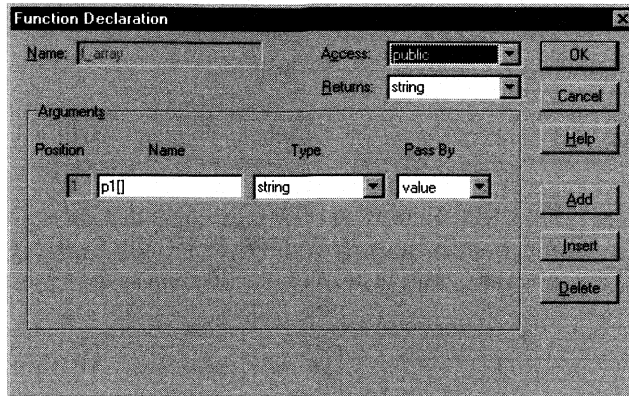 Function Declaration
Name: f_array
Access: public
OK
Returns: string
Cancel
Arguments
Help
Position Name Type Pass By
1 p1[] string value
Add
Insert
Delete